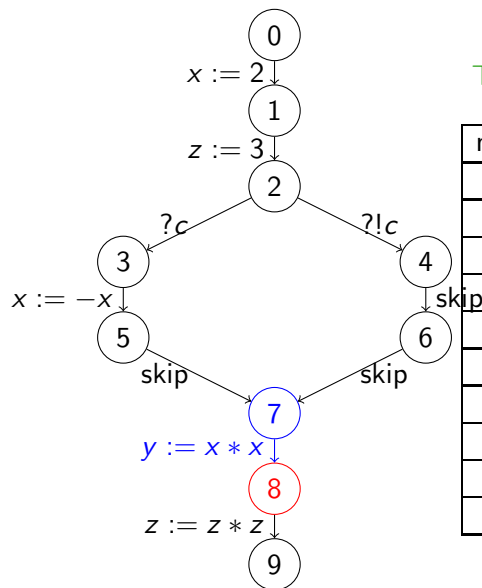 0
x := 2
1
z := 3
2
?c ?!c
3 4
x := −x skip
5 6
skip skip
7
y := x ∗ x
8
z := z ∗ z
9